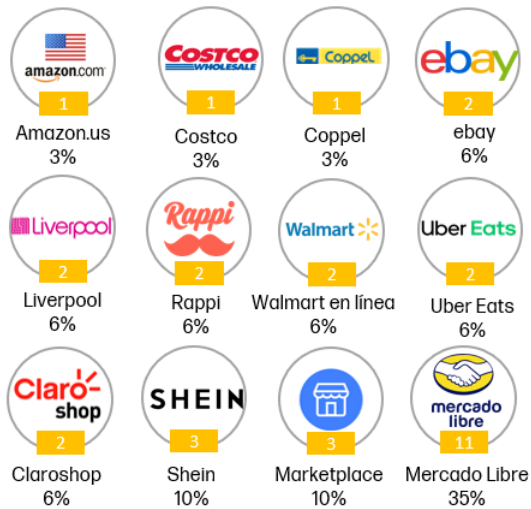 amazon.com
1
Amazon.us
3%
COSTCO
WHOLESALE
1
Costco
3%
Coppel
1
Coppel
3%
ebay
2
ebay
6%
Liverpool
2
Liverpool
6%
Rappi
2
Rappi
6%
Walmart
2
Walmart en línea
6%
Uber Eats
2
Uber Eats
6%
Claro
shop
2
Claroshop
6%
SHEIN
3
Shein
10%
3
Marketplace
10%
mercado
libre
11
Mercado Libre
35%